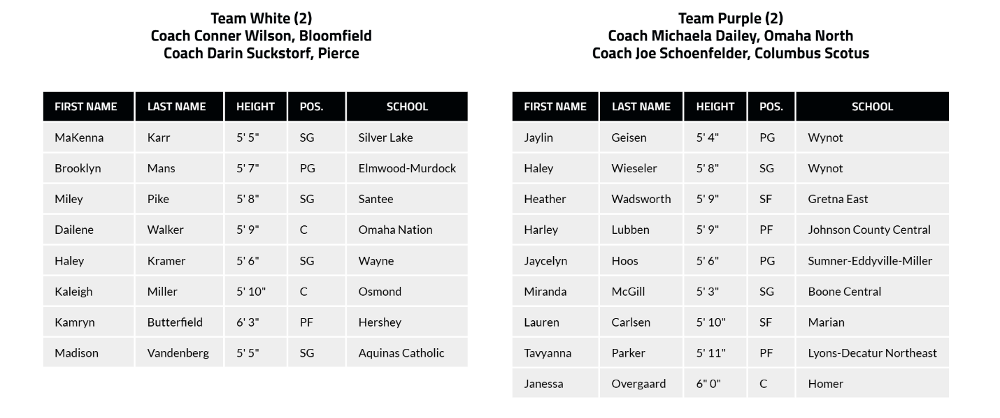 Team White (2)
Coach Conner Wilson, Bloomfield
Coach Darin Suckstorf, Pierce
FIRST NAME LAST NAME HEIGHT POS. SCHOOL
MaKenna Karr 5' 5" SG Silver Lake
Brooklyn Mans 5' 7" PG Elmwood-Murdock
Miley Pike 5' 8" SG Santee
Dailene Walker 5' 9" C Omaha Nation
Haley Kramer 5' 6" SG Wayne
Kaleigh Miller 5' 10" C Osmond
Kamryn Butterfield 6' 3" PF Hershey
Madison Vandenberg 5' 5" SG Aquinas Catholic
Team Purple (2)
Coach Michaela Dailey, Omaha North
Coach Joe Schoenfelder, Columbus Scotus
FIRST NAME LAST NAME HEIGHT POS. SCHOOL
Jaylin Geisen 5' 4" PG Wynot
Haley Wieseler 5' 8" SG Wynot
Heather Wadsworth 5' 9" SF Gretna East
Harley Lubben 5' 9" PF Johnson County Central
Jaycelyn Hoos 5' 6" PG Sumner-Eddyville-Miller
Miranda McGill 5' 3" SG Boone Central
Lauren Carlsen 5' 10" SF Marian
Tavyanna Parker 5' 11" PF Lyons-Decatur Northeast
Janessa Overgaard 6" 0" C Homer